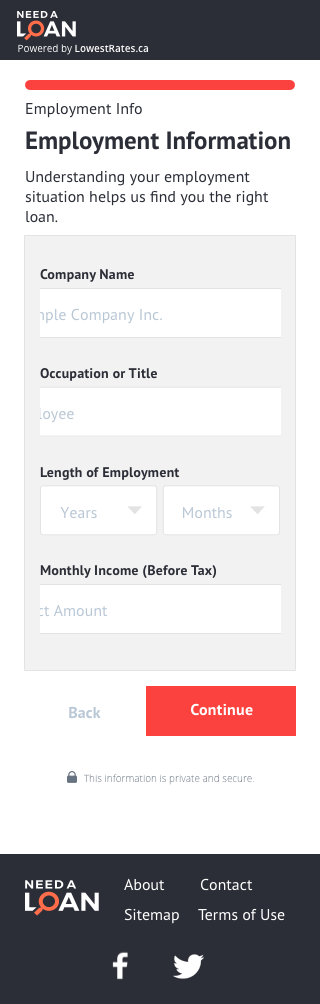 NEED A
LOAN
Powered by LowestRates.ca
Employment Info
Employment Information
Understanding your employment
situation helps us find you the right
loan.
Company Name
mple Company Inc.
Occupation or Title
loyee
Length of Employment
Years Months
Monthly Income (Before Tax)
ct Amount
Back Continue
This information is private and secure.
NEED A
LOAN
About Contact
Sitemap Terms of Use